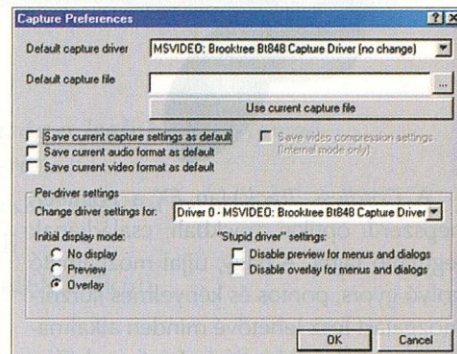 Capture Preferences
Default capture driver
MSVIDEO: Brooktree Bt848 Capture Driver (no change)
Default capture file
...
Use current capture file
Save current capture settings as default
Save current audio format as default
Save current video format as default
Save video compression settings
(Internal mode only)
Per-driver settings
Change driver settings for:
Driver 0 - MSVIDEO: Brooktree Bt848 Capture Driver
Initial display mode:
No display
Preview
Overlay
"Stupid driver" settings:
Disable preview for menus and dialogs
Disable overlay for menus and dialogs
OK
Cancel